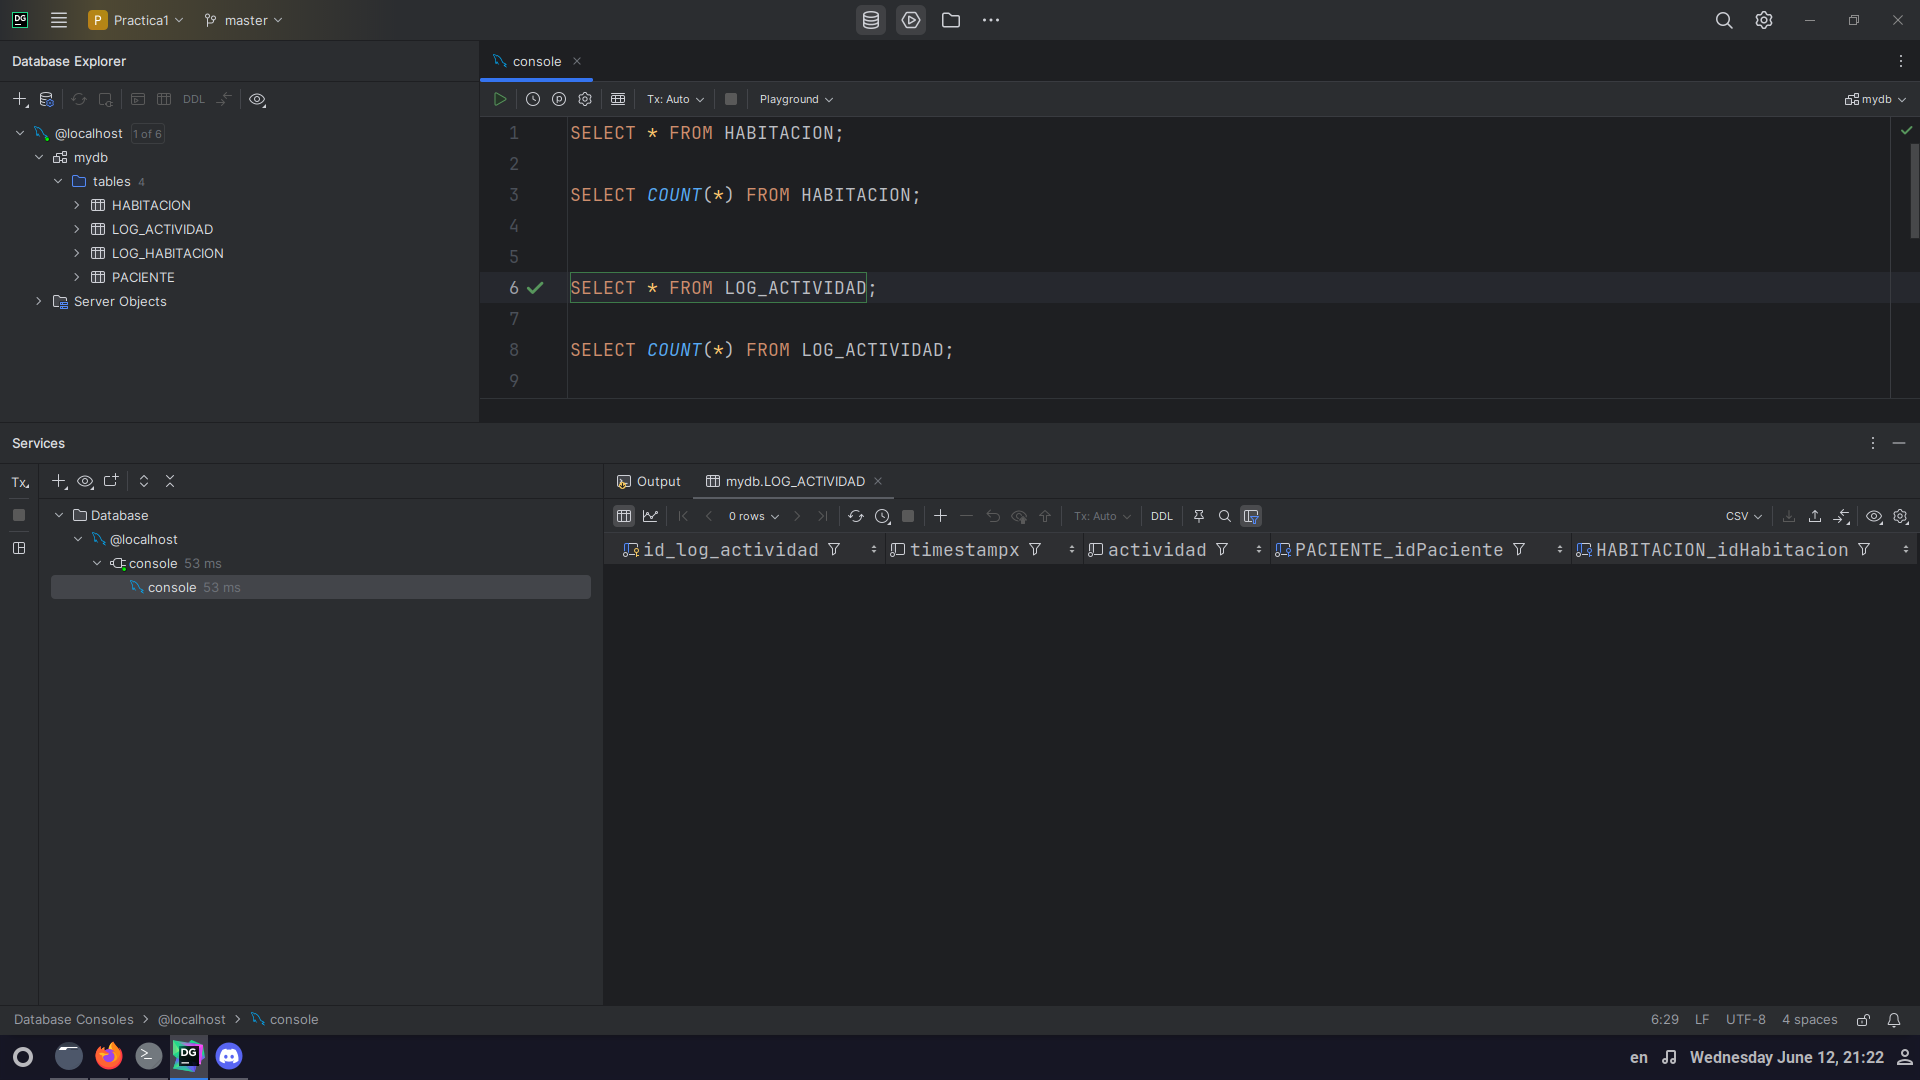 DG
P Practica1
master
Database Explorer
console
DDL
Tx: Auto
Playground
mydb
@localhost 1 of 6
mydb
tables 4
HABITACION
LOG_ACTIVIDAD
LOG_HABITACION
PACIENTE
Server Objects
1 SELECT * FROM HABITACION;
2
3 SELECT COUNT(*) FROM HABITACION;
4
5
6 SELECT * FROM LOG_ACTIVIDAD;
7
8 SELECT COUNT(*) FROM LOG_ACTIVIDAD;
9
Services
Tx
Database
@localhost
console 53 ms
console 53 ms
Output
mydb.LOG_ACTIVIDAD
0 rows
Tx: Auto
DDL
CSV
id_log_actividad
timestampx
actividad
PACIENTE_idPaciente
HABITACION_idHabitacion
Database Consoles > @localhost > console
6:29 LF UTF-8 4 spaces
DG
en Wednesday June 12, 21:22